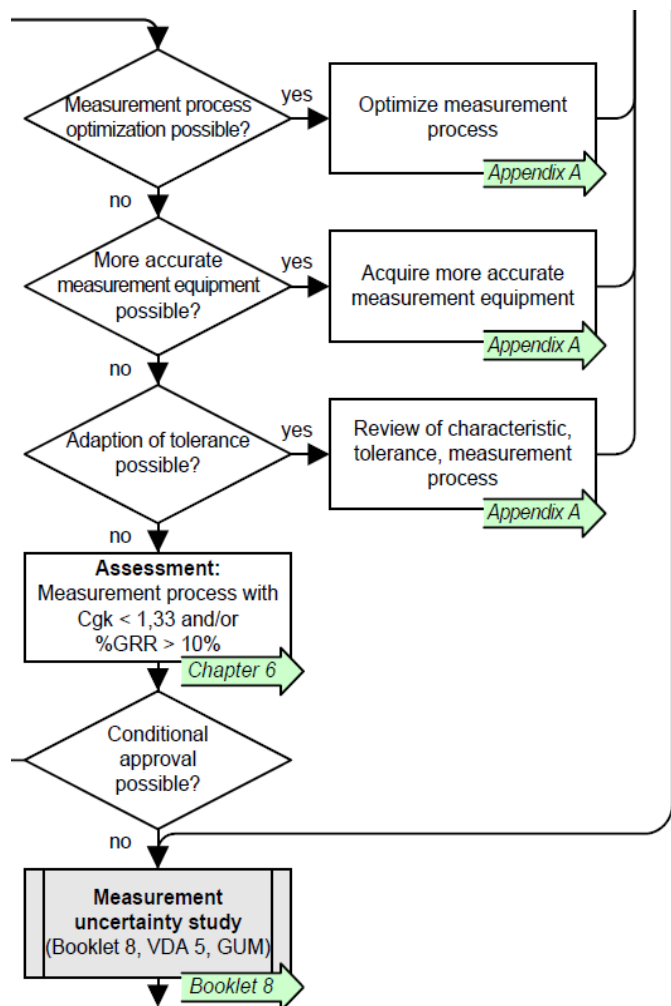 Measurement process
optimization possible?
yes
Optimize measurement
process
Appendix A
no
More accurate
measurement equipment
possible?
yes
Acquire more accurate
measurement equipment
Appendix A
no
Adaption of tolerance
possible?
yes
Review of characteristic,
tolerance, measurement
process
Appendix A
no
Assessment:
Measurement process with
Cgk < 1,33 and/or
%GRR > 10%
Chapter 6
Conditional
approval
possible?
no
Measurement
uncertainty study
(Booklet 8, VDA 5, GUM)
Booklet 8